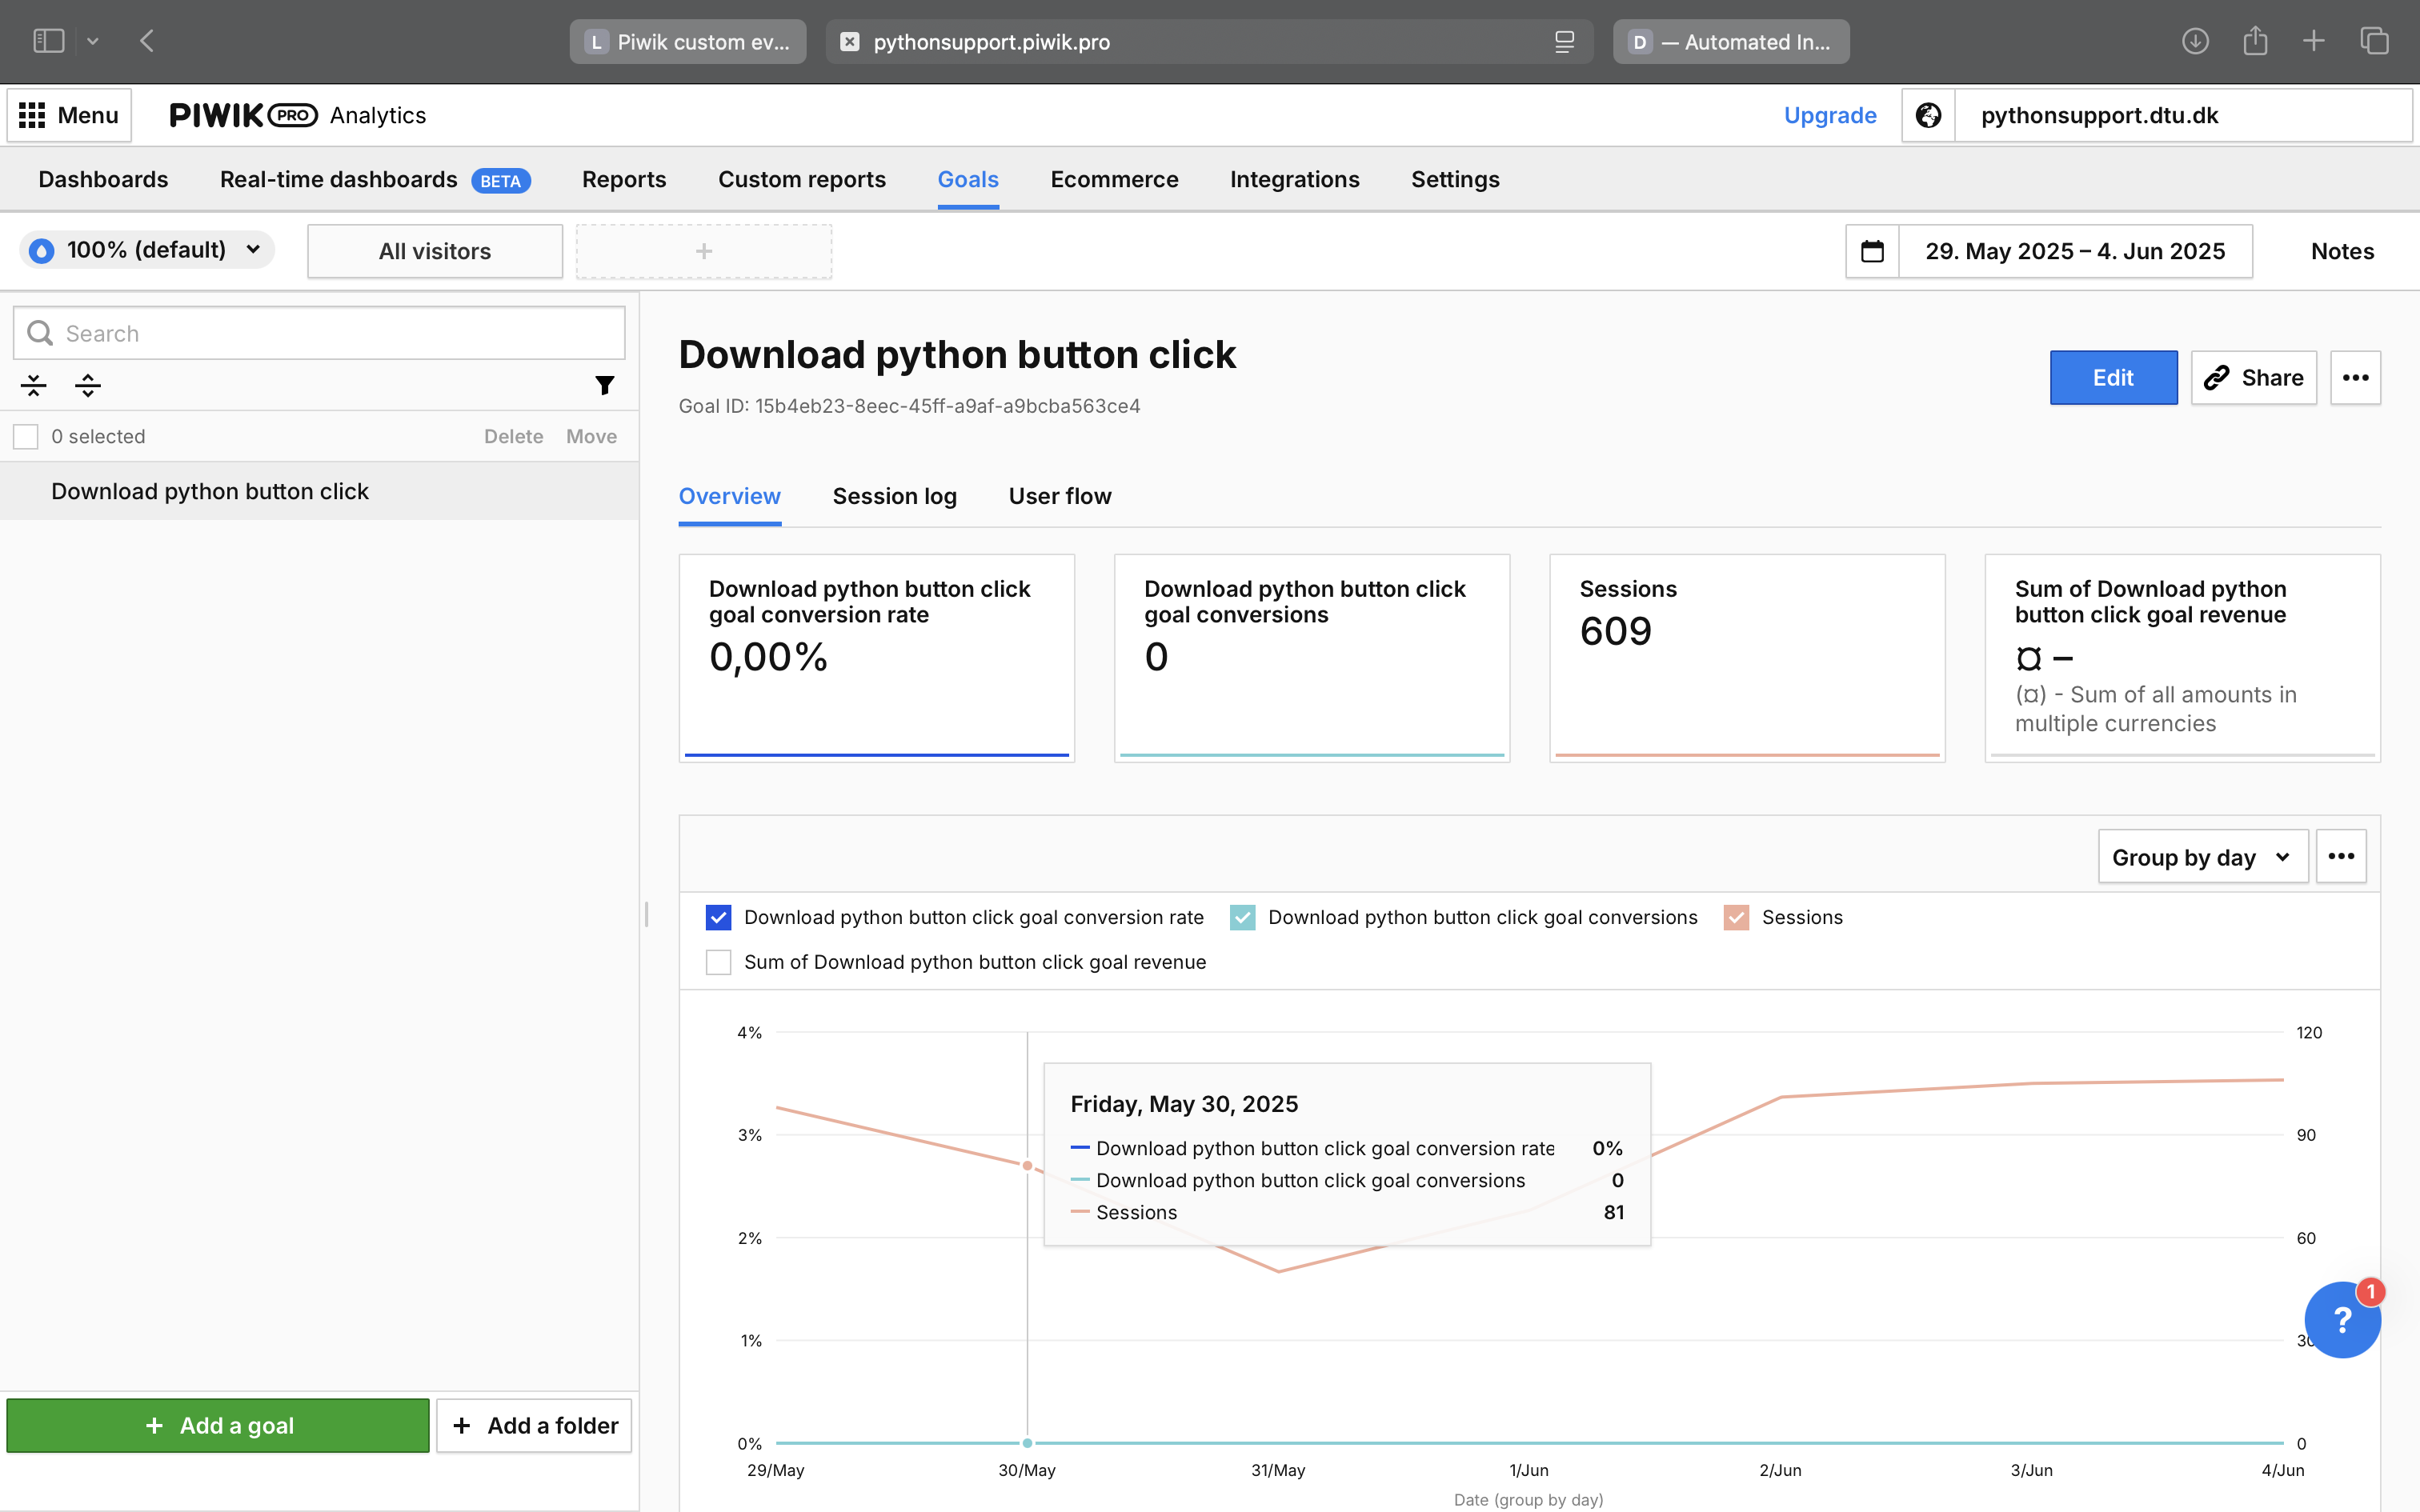 L Piwik custom ev...
pythonsupport.piwik.pro
D — Automated In...
Menu
PIWIK PRO Analytics
Upgrade
pythonsupport.dtu.dk
Dashboards
Real-time dashboards BETA
Reports
Custom reports
Goals
Ecommerce
Integrations
Settings
100% (default)
All visitors
+
29. May 2025 – 4. Jun 2025
Notes
Search
0 selected
Delete
Move
Download python button click
+ Add a goal
+ Add a folder
Download python button click
Goal ID: 15b4eb23-8eec-45ff-a9af-a9bcba563ce4
Edit
Share
Overview
Session log
User flow
Download python button click
goal conversion rate
0,00%
Download python button click
goal conversions
0
Sessions
609
Sum of Download python
button click goal revenue
¤ –
(¤) - Sum of all amounts in
multiple currencies
Group by day
Download python button click goal conversion rate
Download python button click goal conversions
Sessions
Sum of Download python button click goal revenue
4%
3%
2%
1%
0%
120
90
60
0
Friday, May 30, 2025
Download python button click goal conversion rate 0%
Download python button click goal conversions 0
Sessions 81
29/May
30/May
31/May
1/Jun
2/Jun
3/Jun
4/Jun
Date (group by day)
?
1